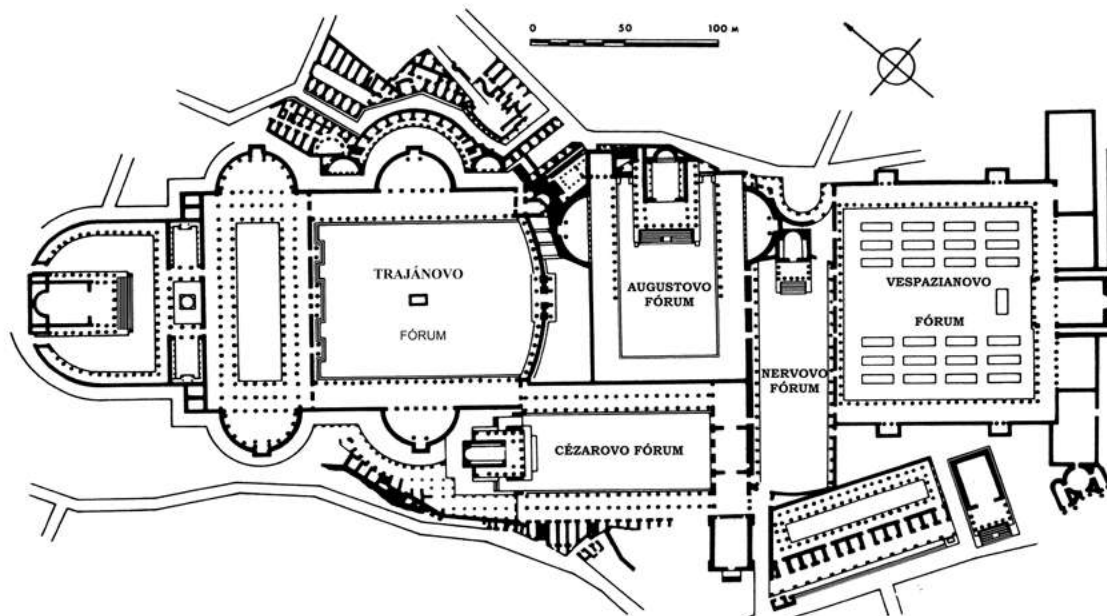 0 50 100 м
TRAJÁNOVO
FÓRUM
AUGUSTOVO
FÓRUM
VESPAZIANOVO
FÓRUM
NERVOVO
FÓRUM
CÉZAROVO FÓRUM